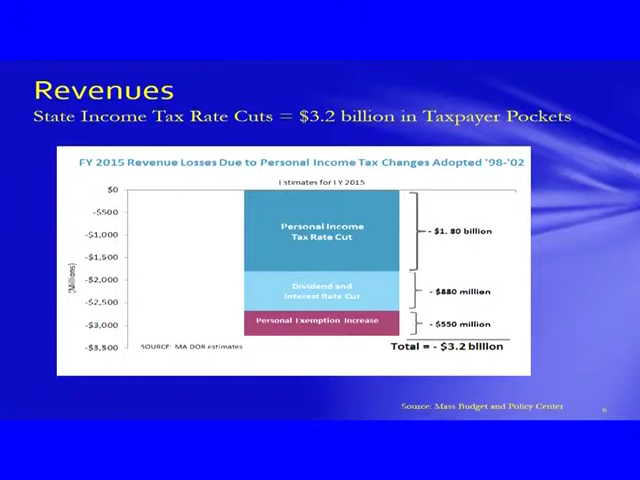 Revenues
State Income Tax Rate Cuts = $3.2 billion in Taxpayer Pockets
FY 2015 Revenue Losses Due to Personal Income Tax Changes Adopted '98-'02
Estimates for FY 2015
$0
-$500
-$1,000
-$1,500
-$2,000
-$2,500
-$3,000
-$3,500
(Millions)
Personal Income
Tax Rate Cut
- $1.80 billion
Dividend and
Interest Rate Cut
- $880 million
Personal Exemption Increase
- $550 million
SOURCE: MA DOR estimates
Total = - $3.2 billion
Source: Mass Budget and Policy Center
6